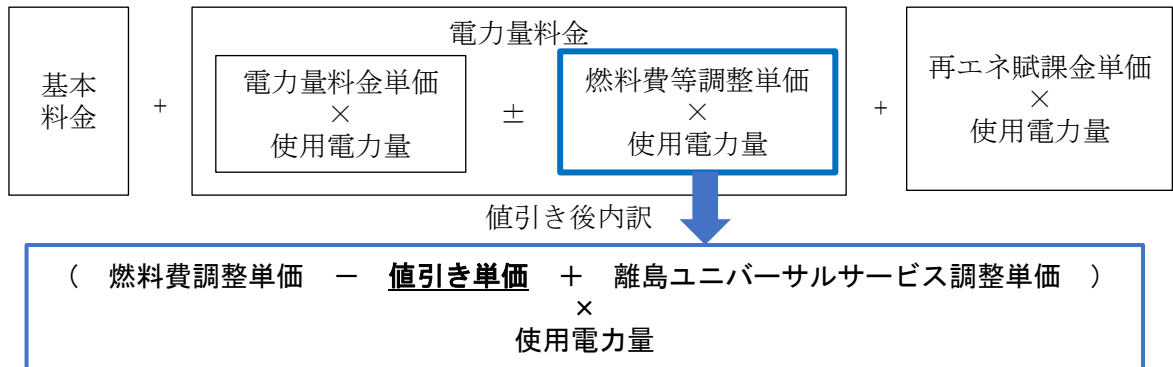 電力量料金
基本
料金
+
電力量料金単価
×
使用電力量
±
燃料費等調整単価
×
使用電力量
+
再エネ賦課金単価
×
使用電力量
値引き後内訳
( 燃料費調整単価 － 値引き単価 ＋ 離島ユニバーサルサービス調整単価 )
×
使用電力量